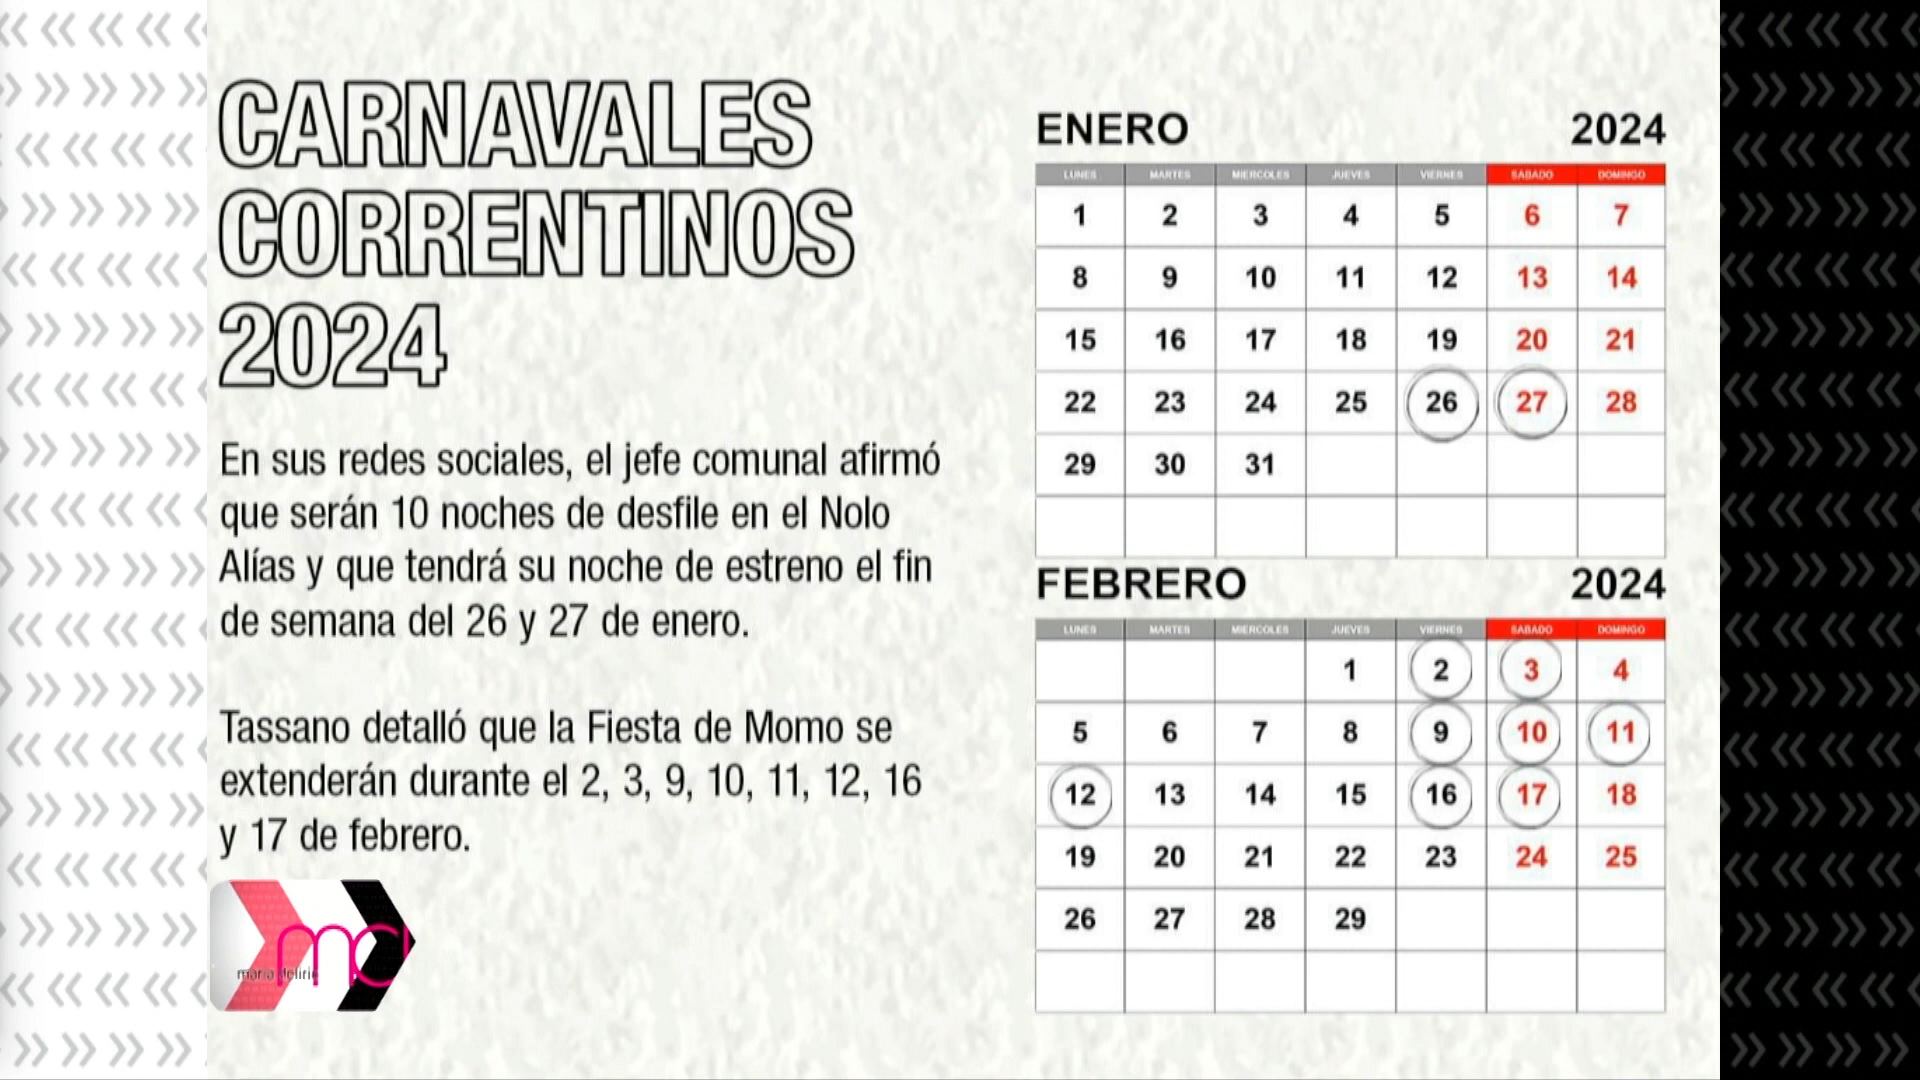 CARNAVALES
CORRENTINOS
2024
En sus redes sociales, el jefe comunal afirmó
que serán 10 noches de desfile en el Nolo
Alías y que tendrá su noche de estreno el fin
de semana del 26 y 27 de enero.
Tassano detalló que la Fiesta de Momo se
extenderán durante el 2, 3, 9, 10, 11, 12, 16
y 17 de febrero.
md
maria delirio
ENERO 2024
LUNES MARTES MIERCOLES JUEVES VIERNES SABADO DOMINGO
1 2 3 4 5 6 7
8 9 10 11 12 13 14
15 16 17 18 19 20 21
22 23 24 25 26 27 28
29 30 31
FEBRERO 2024
LUNES MARTES MIERCOLES JUEVES VIERNES SABADO DOMINGO
1 2 3 4
5 6 7 8 9 10 11
12 13 14 15 16 17 18
19 20 21 22 23 24 25
26 27 28 29